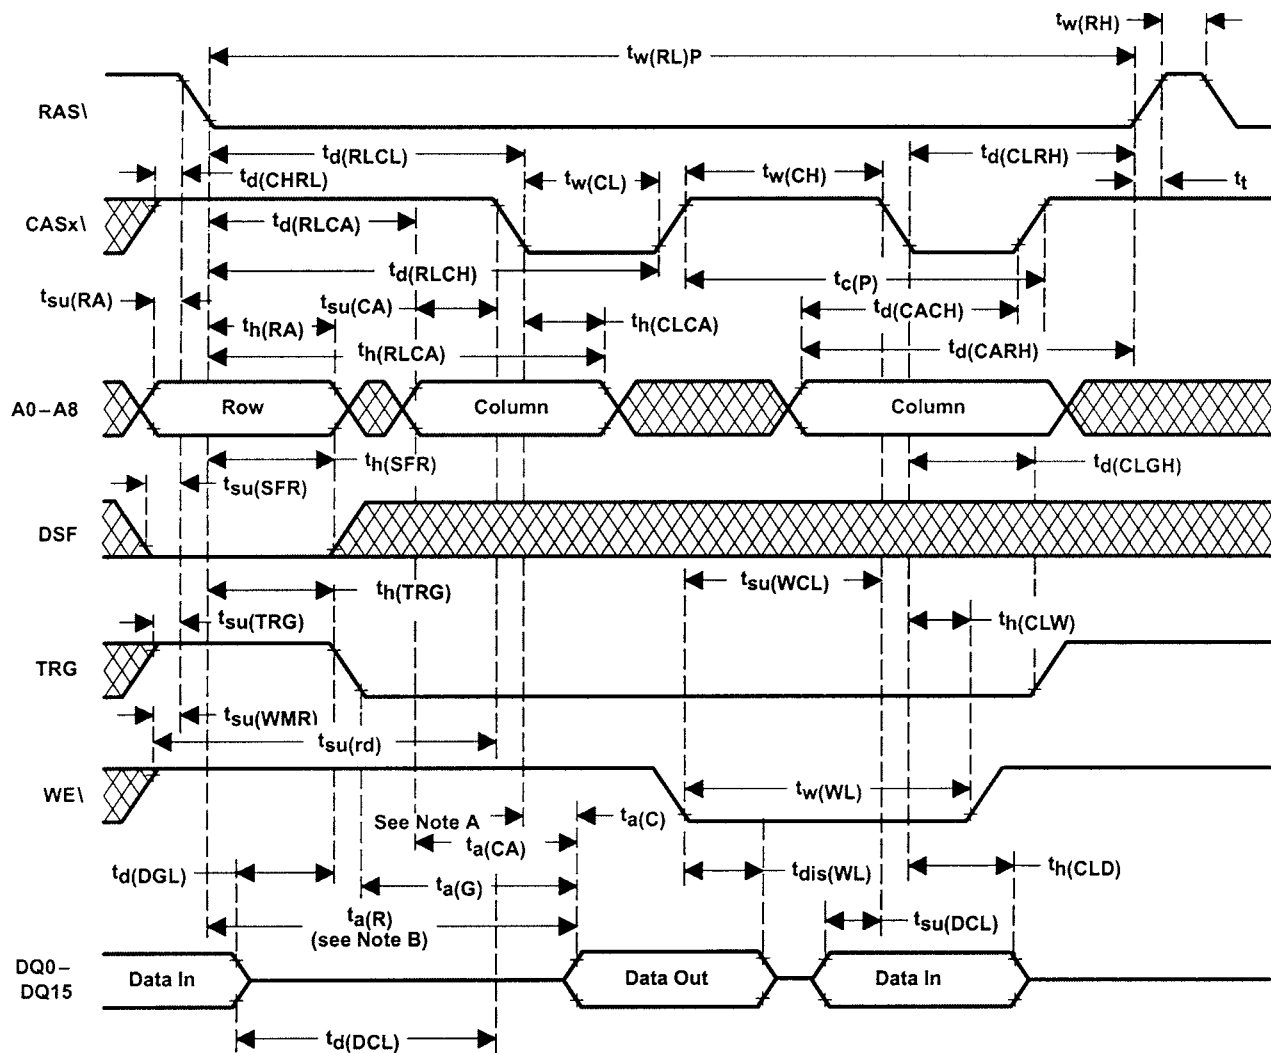 tw(RH)
tw(RL)P
RAS\
td(RLCL)
td(CLRH)
td(CHRL)
tw(CL)
tw(CH)
tt
CASx\
td(RLCA)
td(RLCH)
tc(P)
tsu(RA)
tsu(CA)
td(CACH)
th(RA)
th(CLCA)
th(RLCA)
td(CARH)
A0–A8
Row
Column
Column
th(SFR)
td(CLGH)
tsu(SFR)
DSF
th(TRG)
tsu(WCL)
tsu(TRG)
th(CLW)
TRG
tsu(WMR)
tsu(rd)
WE\
tw(WL)
See Note A
ta(C)
ta(CA)
td(DGL)
ta(G)
tdis(WL)
th(CLD)
ta(R)
(see Note B)
tsu(DCL)
DQ0–
DQ15
Data In
Data Out
Data In
td(DCL)